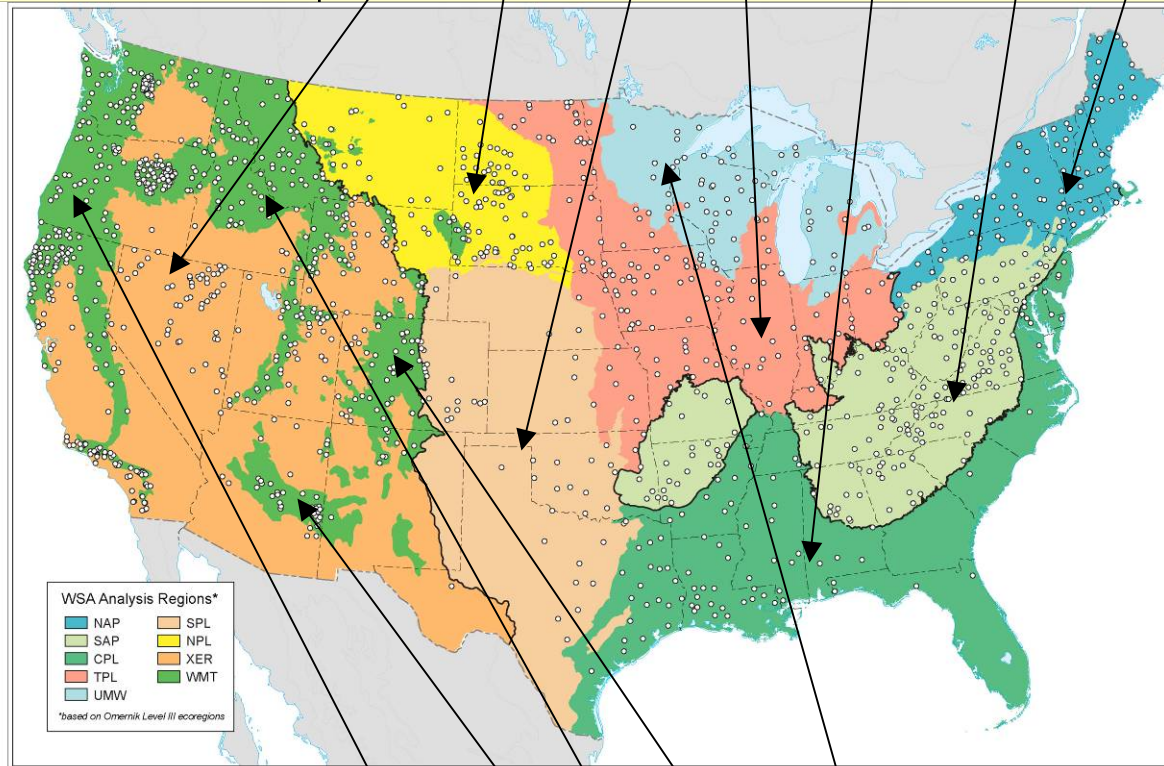 WSA Analysis Regions*
NAP SPL
SAP NPL
CPL XER
TPL WMT
UMW
*based on Omernik Level III ecoregions